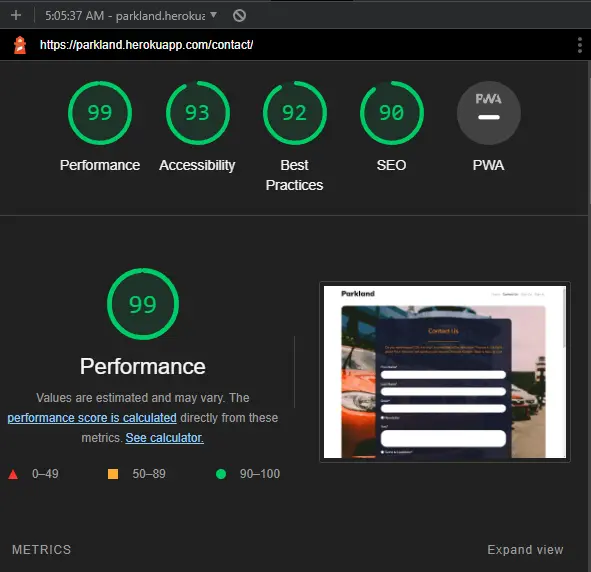 5:05:37 AM - parkland.herokua
https://parkland.herokuapp.com/contact/
99
93
92
90
PWA
Performance
Accessibility
Best
Practices
SEO
PWA
99
Performance
Values are estimated and may vary. The
performance score is calculated directly from these
metrics. See calculator.
0–49
50–89
90–100
Parkland
Contact Us
METRICS
Expand view